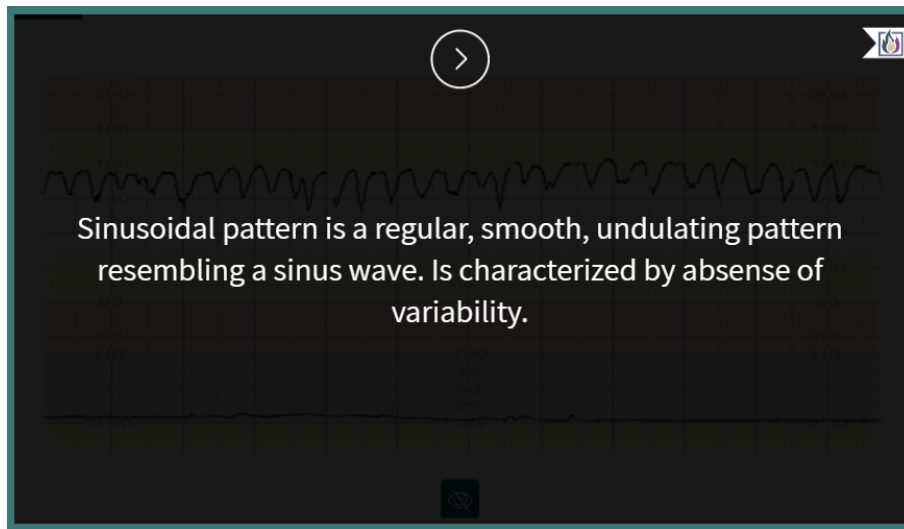 Sinusoidal pattern is a regular, smooth, undulating pattern
resembling a sinus wave. Is characterized by absense of
variability.